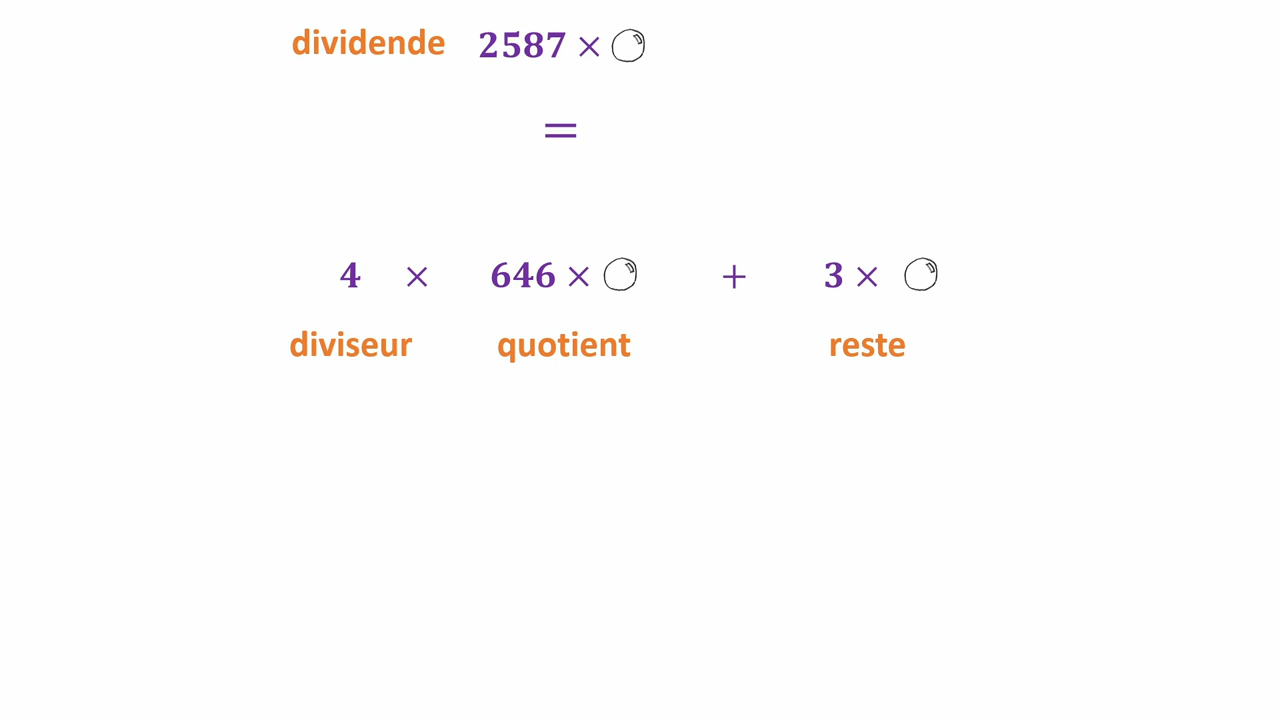 dividende 2587 ×
=
4 × 646 × + 3 ×
diviseur quotient reste